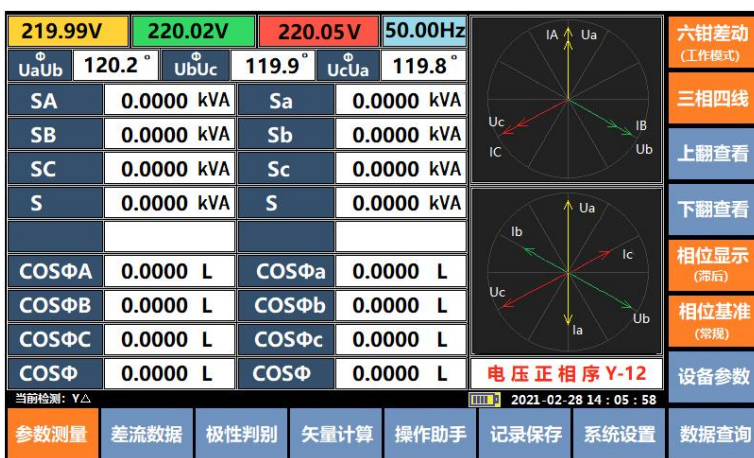 219.99V 220.02V 220.05V 50.00Hz
Φ UaUb 120.2° Φ UbUc 119.9° Φ UcUa 119.8°
SA 0.0000 kVA Sa 0.0000 kVA
SB 0.0000 kVA Sb 0.0000 kVA
SC 0.0000 kVA Sc 0.0000 kVA
S 0.0000 kVA S 0.0000 kVA
COSΦA 0.0000 L COSΦa 0.0000 L
COSΦB 0.0000 L COSΦb 0.0000 L
COSΦC 0.0000 L COSΦc 0.0000 L
COSΦ 0.0000 L COSΦ 0.0000 L
IA Ua
Uc IB
IC Ub
Ua
Ib
Ic
Uc
Ub
Ia
电压正相序Y-12
六钳差动
(工作模式)
三相四线
上翻查看
下翻查看
相位显示
(滞后)
相位基准
(常规)
设备参数
当前检测: Y△ 2021-02-28 14:05:58
参数测量 差流数据 极性判别 矢量计算 操作助手 记录保存 系统设置 数据查询